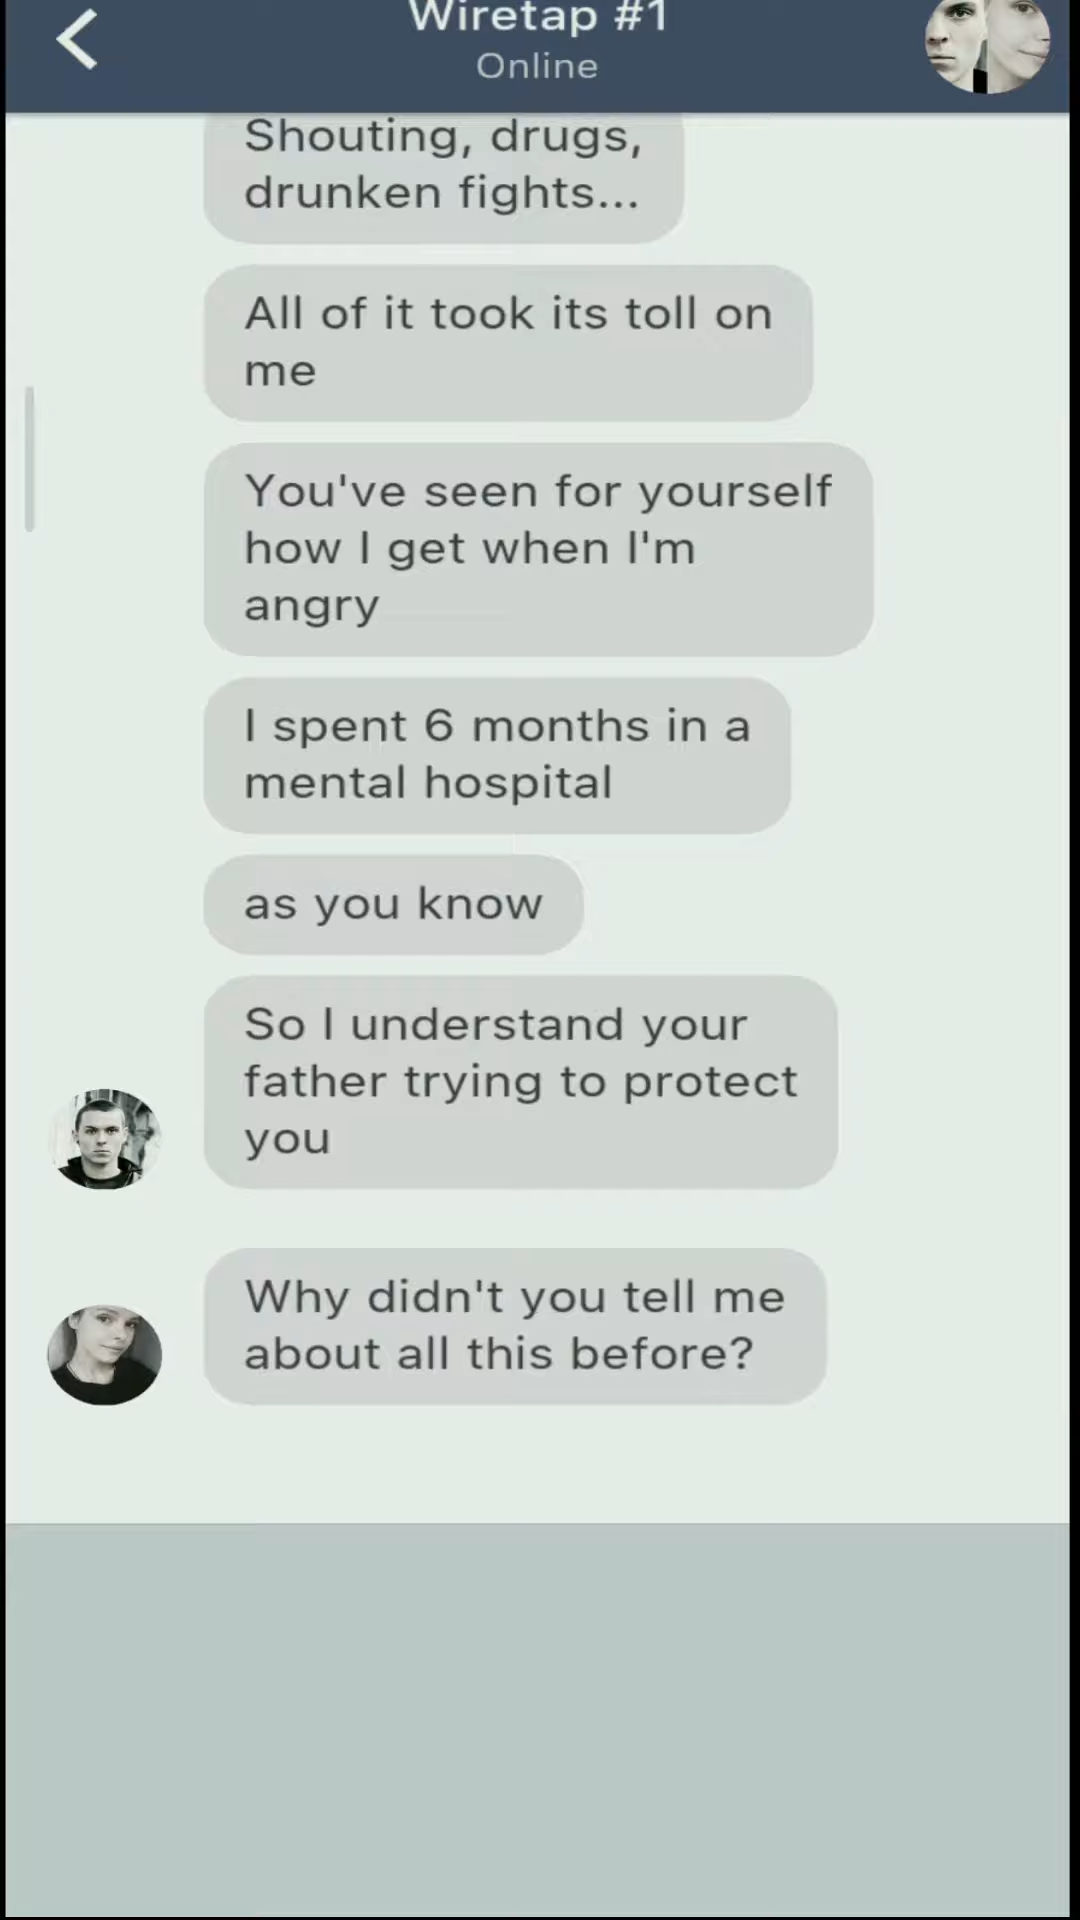 Wiretap #1
Online
Shouting, drugs,
drunken fights...
All of it took its toll on
me
You've seen for yourself
how I get when I'm
angry
I spent 6 months in a
mental hospital
as you know
So I understand your
father trying to protect
you
Why didn't you tell me
about all this before?